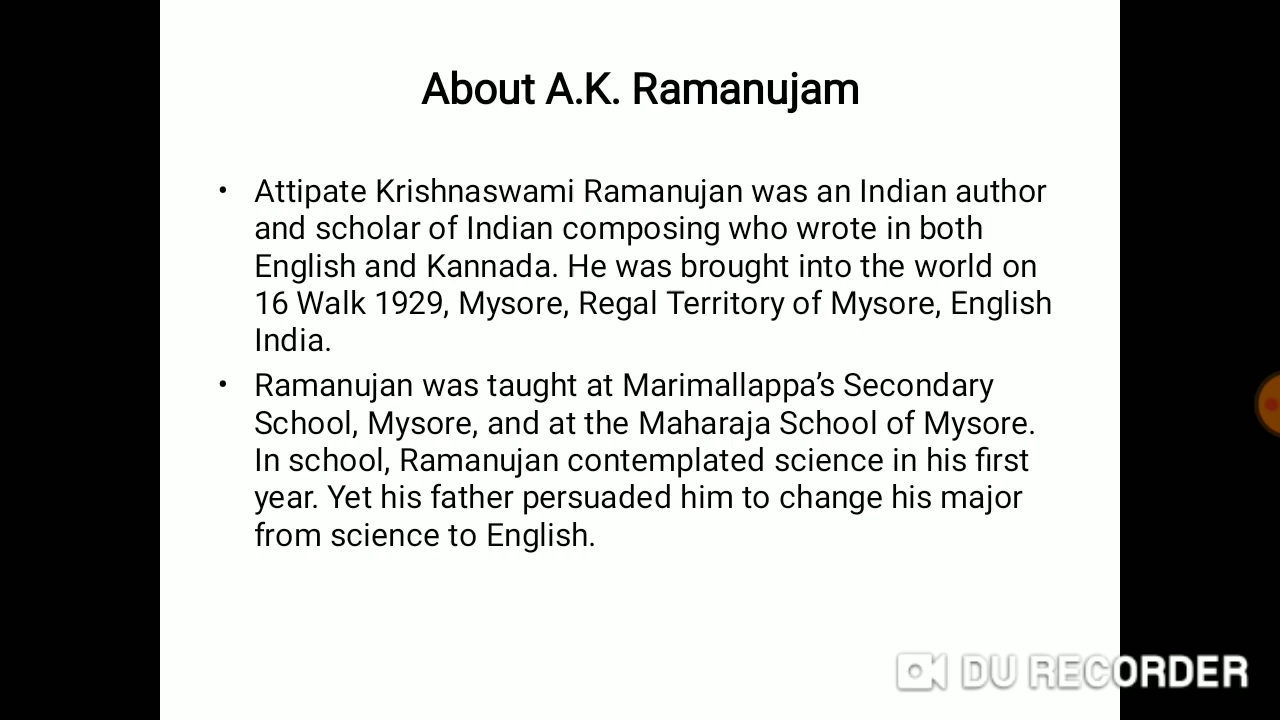 About A.K. Ramanujam
• Attipate Krishnaswami Ramanujan was an Indian author
and scholar of Indian composing who wrote in both
English and Kannada. He was brought into the world on
16 Walk 1929, Mysore, Regal Territory of Mysore, English
India.
• Ramanujan was taught at Marimallappa’s Secondary
School, Mysore, and at the Maharaja School of Mysore.
In school, Ramanujan contemplated science in his first
year. Yet his father persuaded him to change his major
from science to English.
DU RECORDER